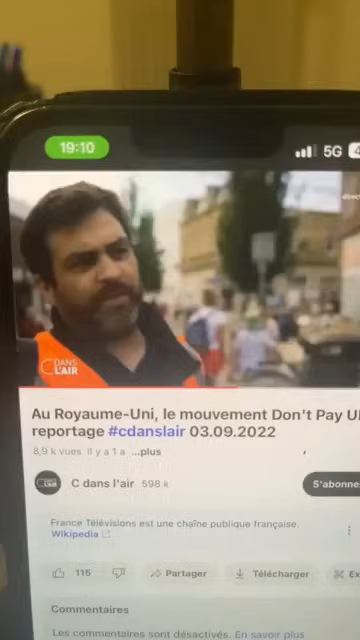 19:10
5G
C DANS
L'AIR
Au Royaume-Uni, le mouvement Don't Pay
reportage #cdanslair 03.09.2022
8,9 k vues il y a 1 a ...plus
C dans l'air 598 k
S'abonne
France Télévisions est une chaîne publique française.
Wikipedia
115
Partager
Télécharger
Ex
Commentaires
Les commentaires sont désactivés. En savoir plus